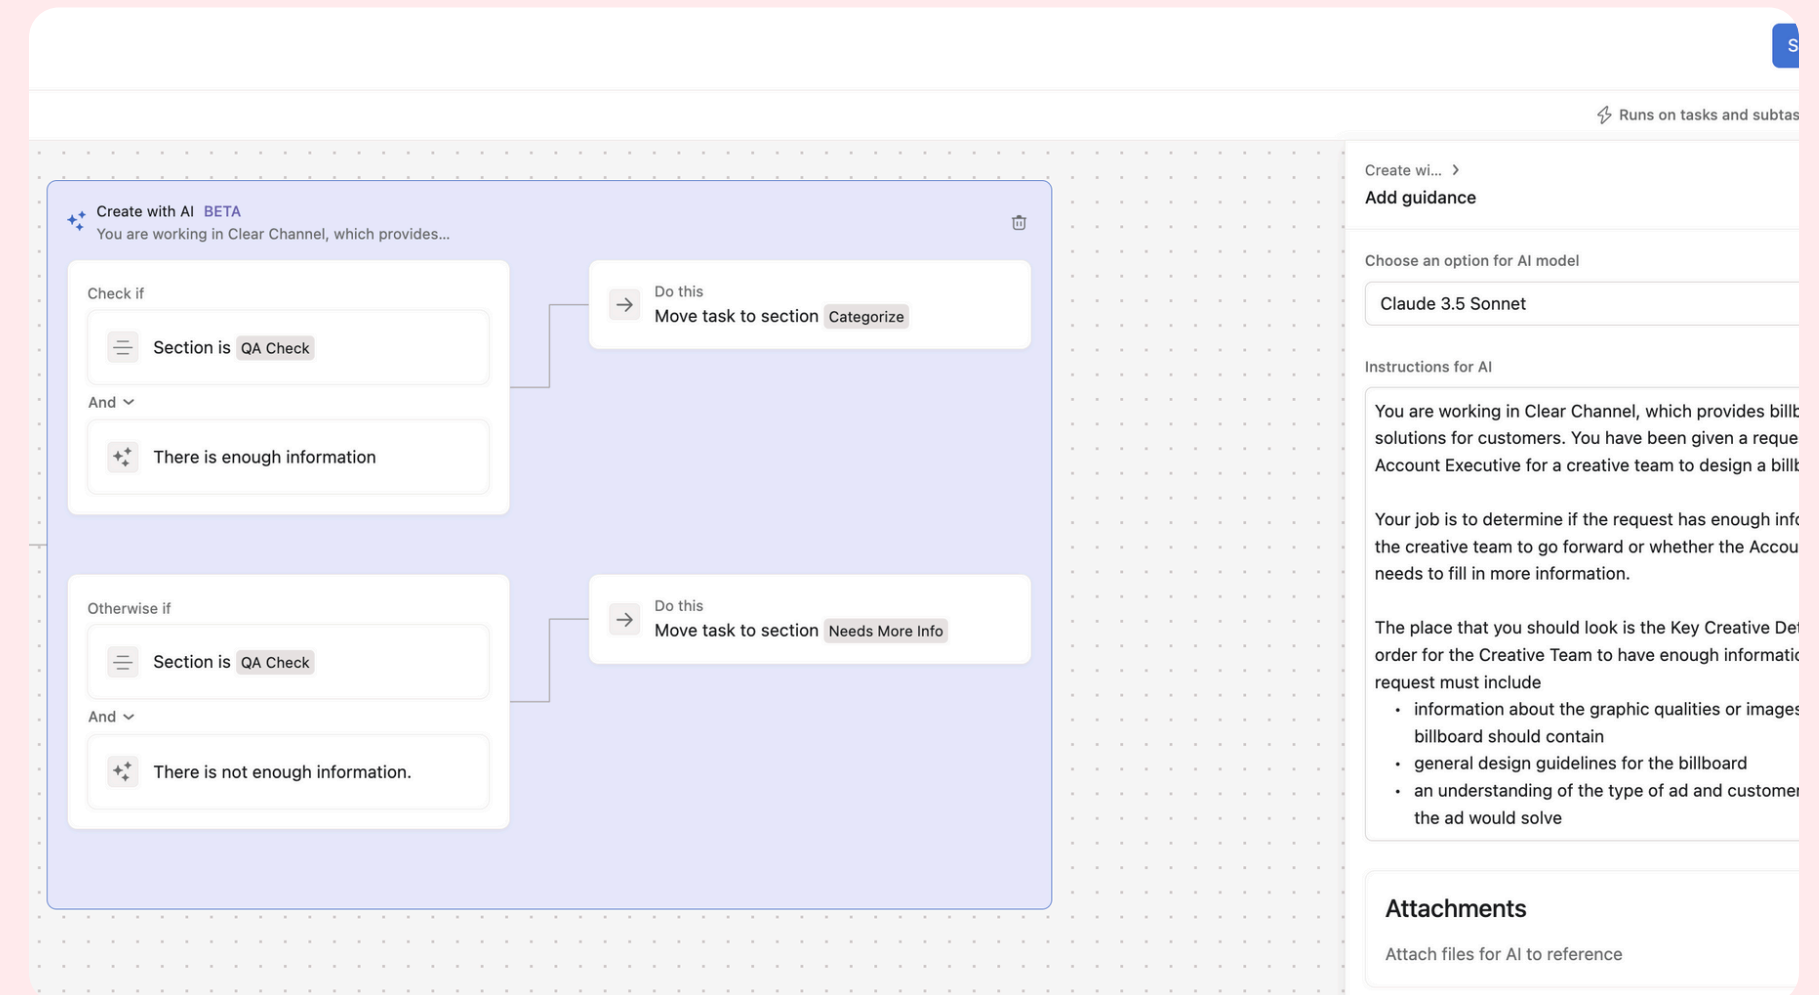 S
Runs on tasks and subtas
Create with AI BETA
You are working in Clear Channel, which provides...
Check if
Section is QA Check
And
There is enough information
Do this
Move task to section Categorize
Otherwise if
Section is QA Check
And
There is not enough information.
Do this
Move task to section Needs More Info
Create wi...
Add guidance
Choose an option for AI model
Claude 3.5 Sonnet
Instructions for AI
You are working in Clear Channel, which provides billb
solutions for customers. You have been given a reque
Account Executive for a creative team to design a billb
Your job is to determine if the request has enough info
the creative team to go forward or whether the Accou
needs to fill in more information.
The place that you should look is the Key Creative Det
order for the Creative Team to have enough informatio
request must include
• information about the graphic qualities or images
billboard should contain
• general design guidelines for the billboard
• an understanding of the type of ad and customer
the ad would solve
Attachments
Attach files for AI to reference